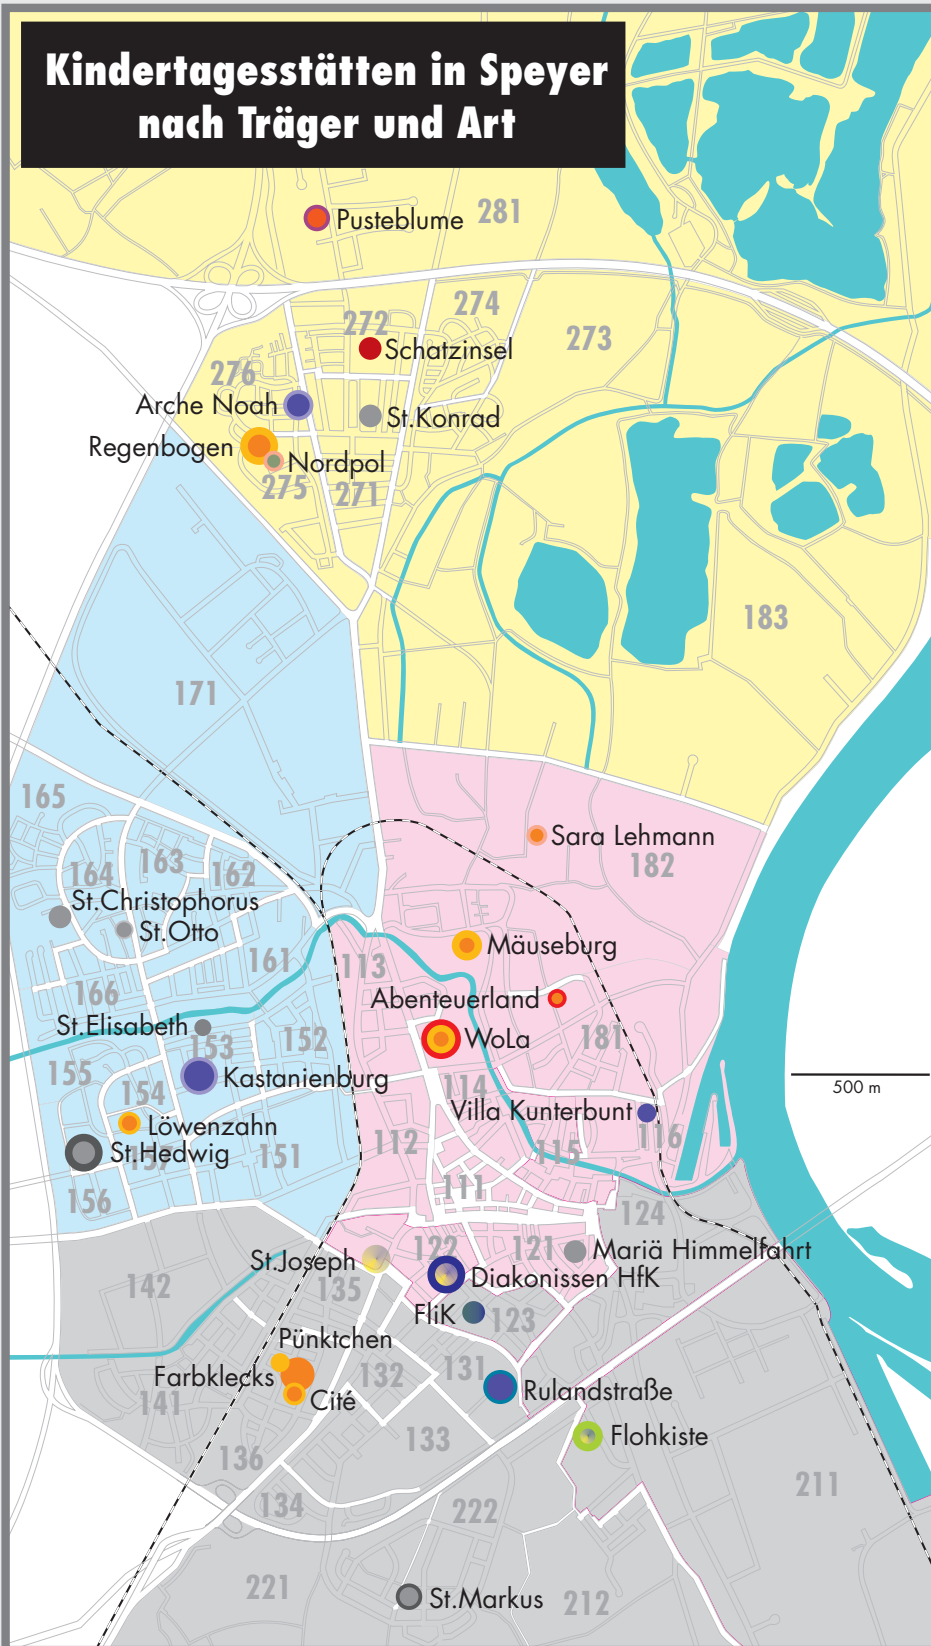 Kindertagesstätten in Speyer
nach Träger und Art
281
Pusteblume
274
272
273
Schatzinsel
276
Arche Noah
St.Konrad
Regenbogen
Nordpol
275
271
183
171
165
Sara Lehmann
182
164
163
162
St.Christophorus
St.Otto
Mäuseburg
161
113
166
Abenteuerland
St.Elisabeth
WoLa
181
153
152
155
Kastanienburg
500 m
154
114
Villa Kunterbunt
Löwenzahn
116
112
St.Hedwig
157
151
115
156
111
124
122
121
Mariä Himmelfahrt
St.Joseph
Diakonissen HfK
142
135
FliK
123
Pünktchen
Farbklecks
132
131
Rulandstraße
141
Cité
133
Flohkiste
136
211
134
222
221
St.Markus
212